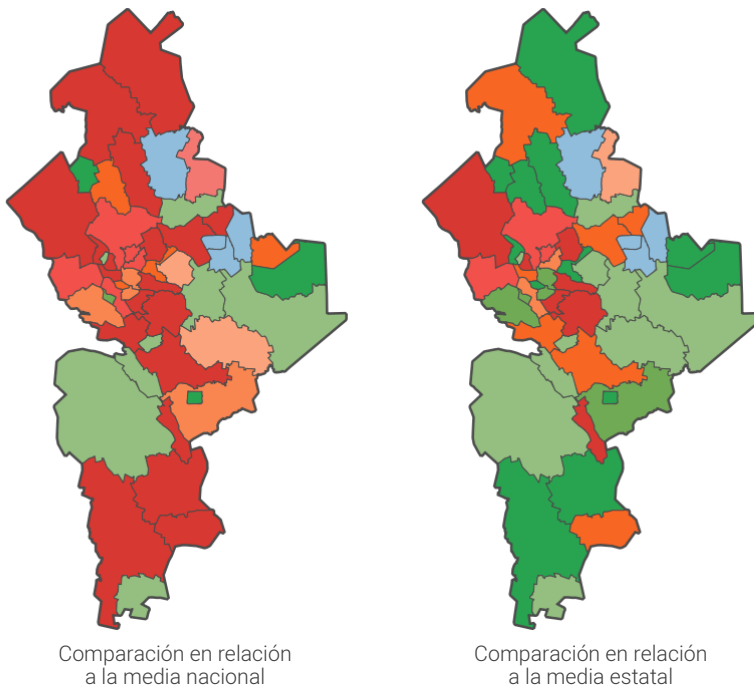 Comparación en relación
a la media nacional
Comparación en relación
a la media estatal